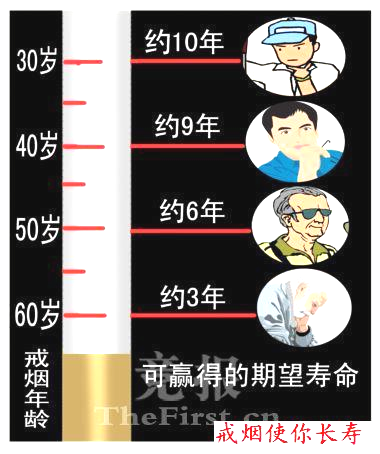 30岁 约10年
40岁 约9年
50岁 约6年
60岁 约3年
戒烟年龄
可赢得的期望寿命
竞报
TheFirst.cn
戒烟使你长寿